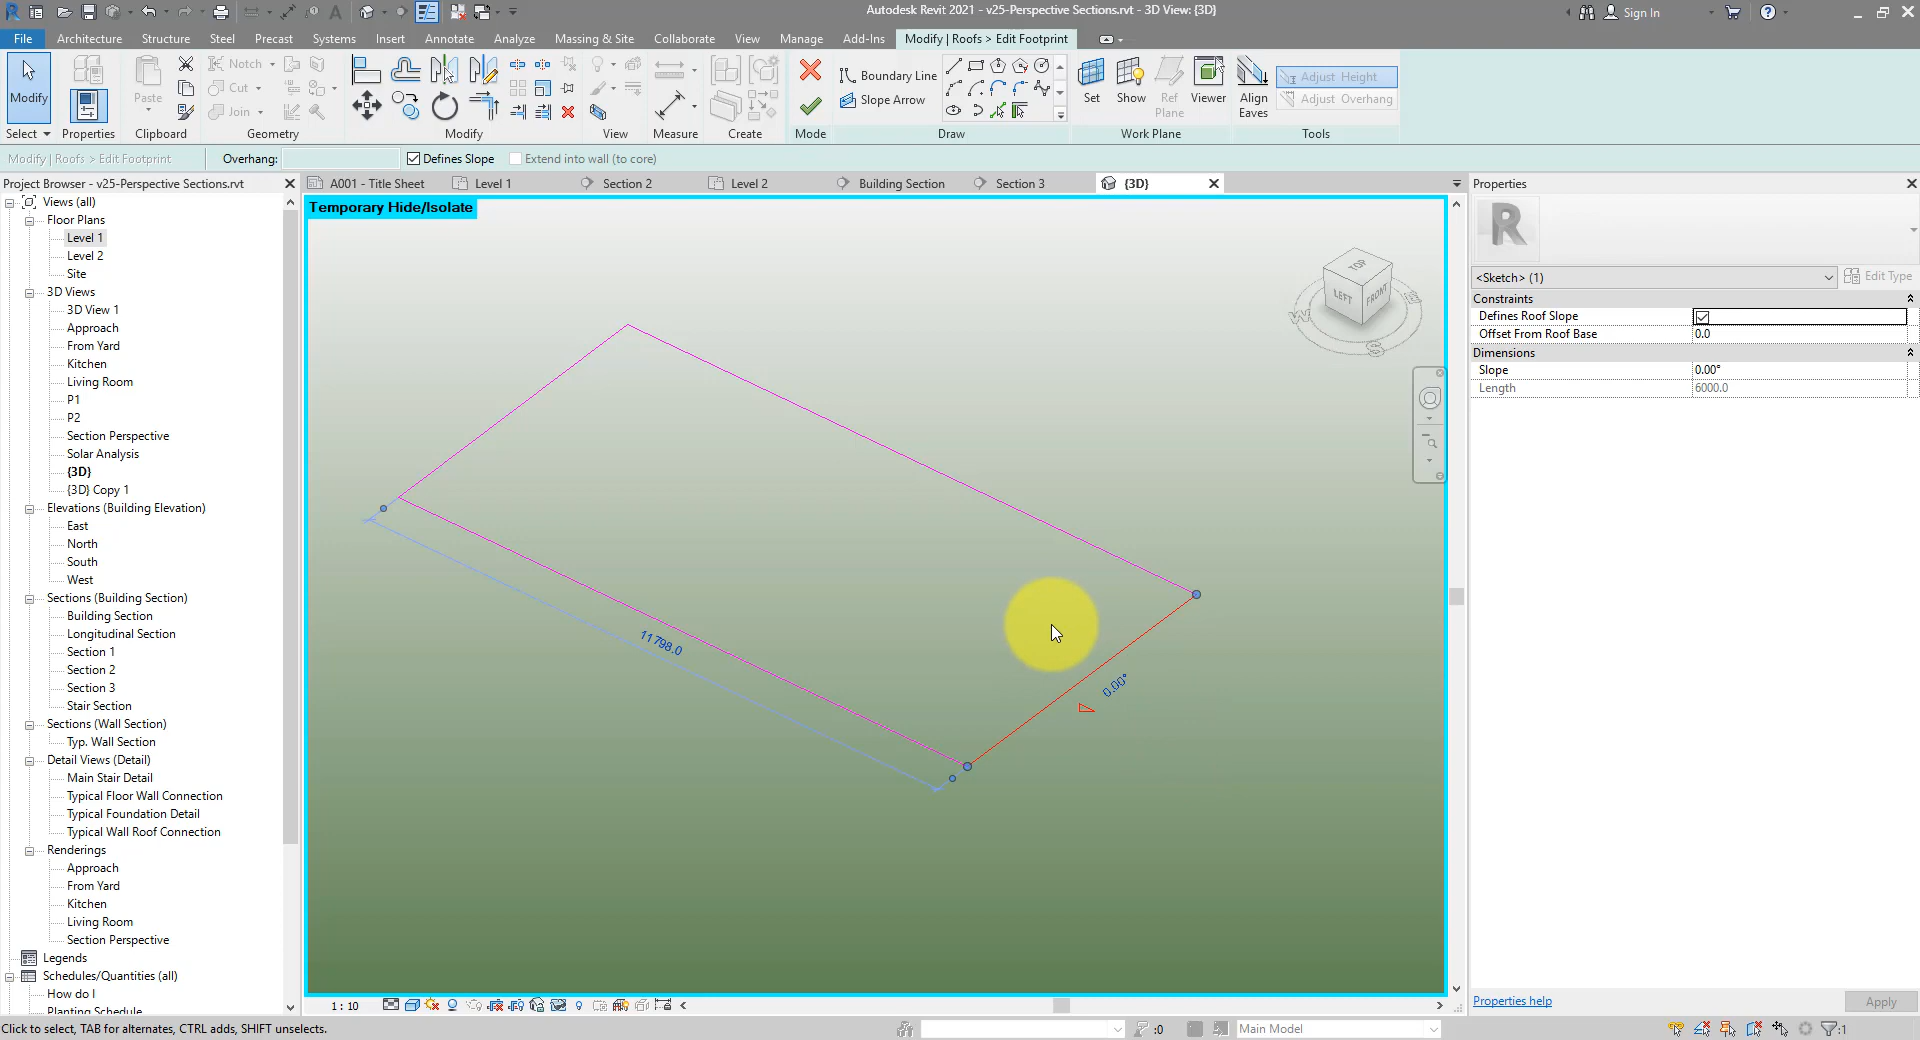 Autodesk Revit 2021 - v25-Perspective Sections.rvt - 3D View: {3D}
Sign In
File Architecture Structure Steel Precast Systems Insert Annotate Analyze Massing & Site Collaborate View Manage Add-Ins Modify | Roofs > Edit Footprint
Modify
Select
Properties
Paste
Clipboard
Notch
Cut
Join
Geometry
Modify
View
Measure
Create
Mode
Boundary Line
Slope Arrow
Draw
Set
Show
Ref Plane
Viewer
Work Plane
Align Eaves
Adjust Height
Adjust Overhang
Tools
Modify | Roofs > Edit Footprint
Overhang:
Defines Slope
Extend into wall (to core)
Project Browser - v25-Perspective Sections.rvt
Views (all)
Floor Plans
Level 1
Level 2
Site
3D Views
3D View 1
Approach
From Yard
Kitchen
Living Room
P1
P2
Section Perspective
Solar Analysis
{3D}
{3D} Copy 1
Elevations (Building Elevation)
East
North
South
West
Sections (Building Section)
Building Section
Longitudinal Section
Section 1
Section 2
Section 3
Stair Section
Sections (Wall Section)
Typ. Wall Section
Detail Views (Detail)
Main Stair Detail
Typical Floor Wall Connection
Typical Foundation Detail
Typical Wall Roof Connection
Renderings
Approach
From Yard
Kitchen
Living Room
Section Perspective
Legends
Schedules/Quantities (all)
How do I
Planting Schedule
A001 - Title Sheet
Level 1
Section 2
Level 2
Building Section
Section 3
{3D}
Temporary Hide/Isolate
TOP
LEFT
FRONT
W
S
E
11798.0
0.00°
1 : 10
Properties
R
<Sketch> (1)
Edit Type
Constraints
Defines Roof Slope
Offset From Roof Base 0.0
Dimensions
Slope 0.00°
Length 6000.0
Properties help
Apply
Click to select, TAB for alternates, CTRL adds, SHIFT unselects.
:0
Main Model
:1